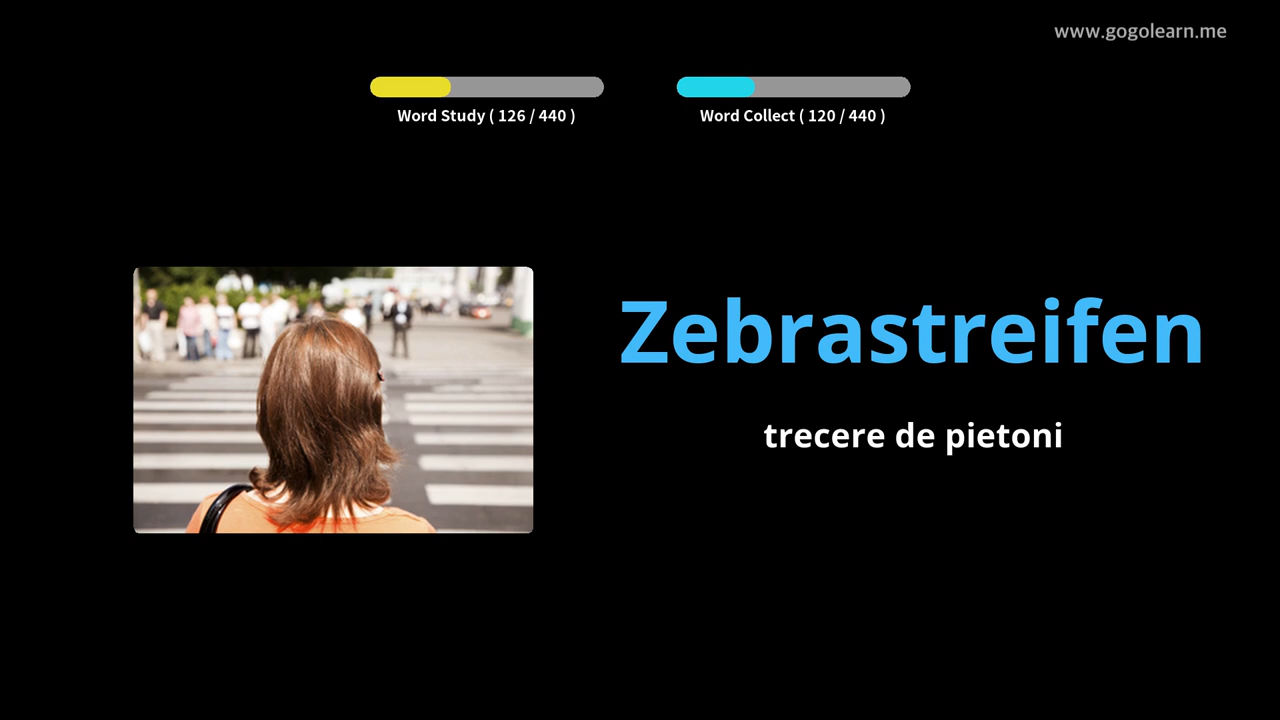 www.gogolearn.me
Word Study ( 126 / 440 )
Word Collect ( 120 / 440 )
Zebrastreifen
trecere de pietoni